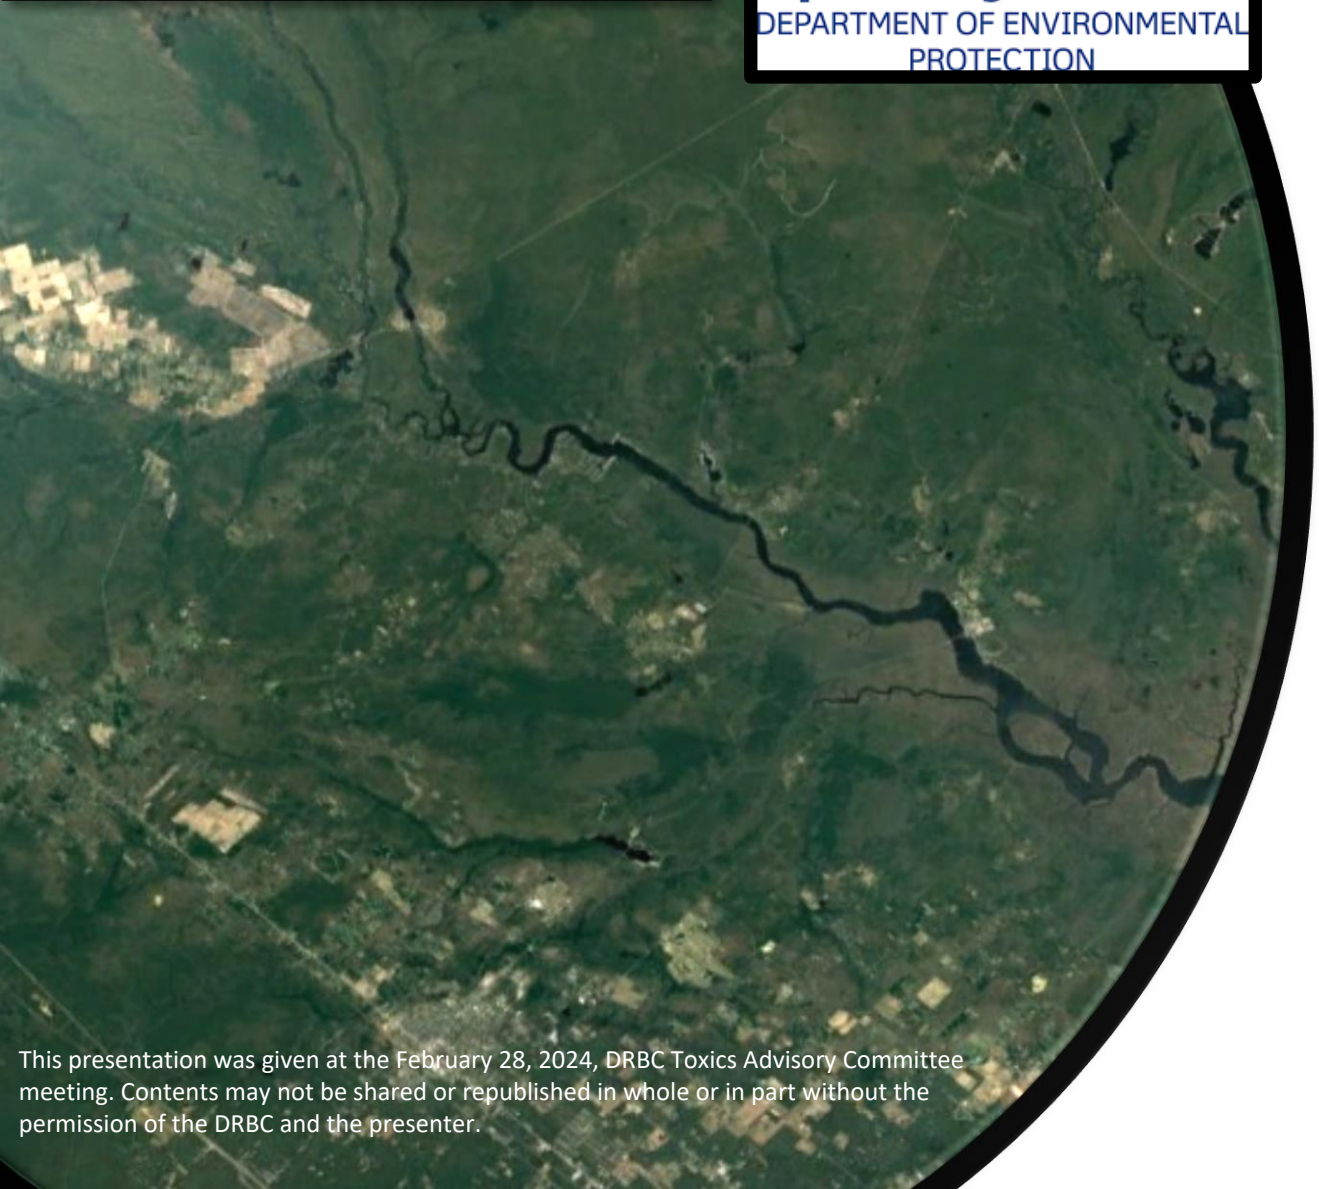 DEPARTMENT OF ENVIRONMENTAL
PROTECTION
This presentation was given at the February 28, 2024, DRBC Toxics Advisory Committee
meeting. Contents may not be shared or republished in whole or in part without the
permission of the DRBC and the presenter.